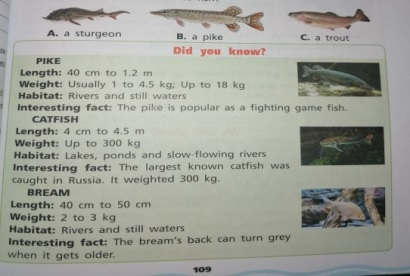 A. a sturgeon B. a pike C. a trout
Did you know?
PIKE
Length: 40 cm to 1.2 m
Weight: Usually 1 to 4.5 kg; Up to 18 kg
Habitat: Rivers and still waters
Interesting fact: The pike is popular as a fighting game fish.
CATFISH
Length: 4 cm to 4.5 m
Weight: Up to 300 kg
Habitat: Lakes, ponds and slow-flowing rivers
Interesting fact: The largest known catfish was
caught in Russia. It weighted 300 kg.
BREAM
Length: 40 cm to 50 cm
Weight: 2 to 3 kg
Habitat: Rivers and still waters
Interesting fact: The bream's back can turn grey
when it gets older.
109